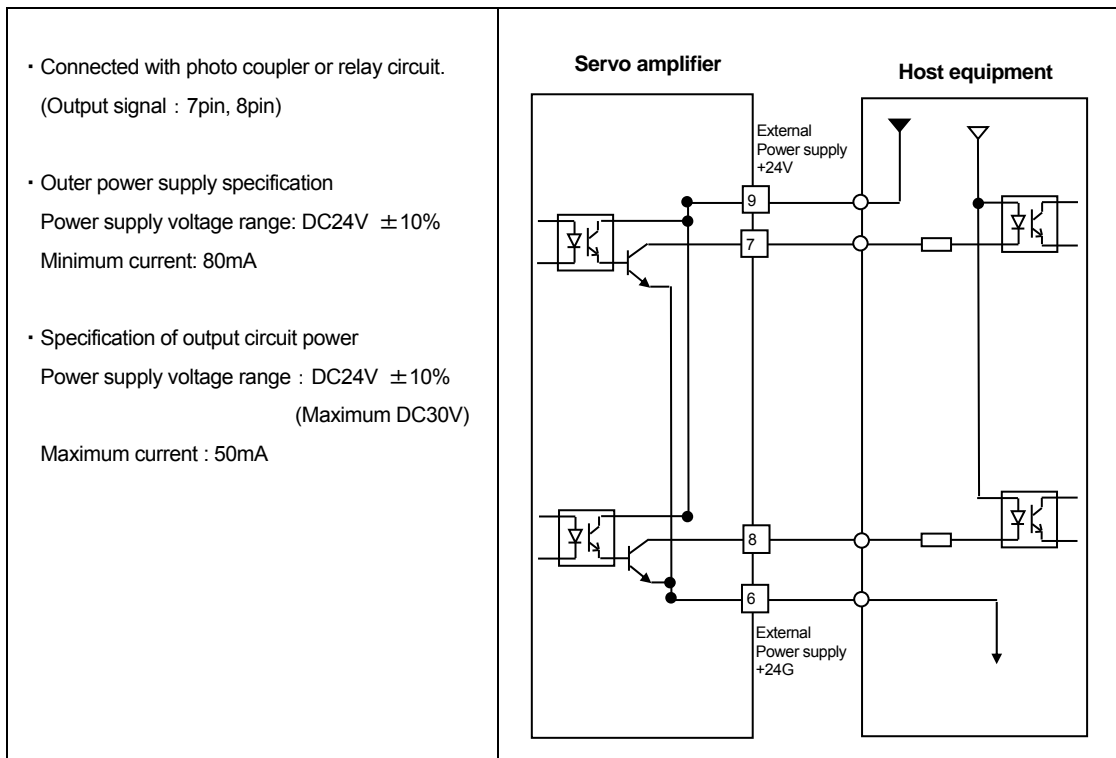 ・Connected with photo coupler or relay circuit.
(Output signal : 7pin, 8pin)
・Outer power supply specification
Power supply voltage range: DC24V ±10%
Minimum current: 80mA
・Specification of output circuit power
Power supply voltage range : DC24V ±10%
(Maximum DC30V)
Maximum current : 50mA
Servo amplifier
Host equipment
External
Power supply
+24V
9
7
8
6
External
Power supply
+24G